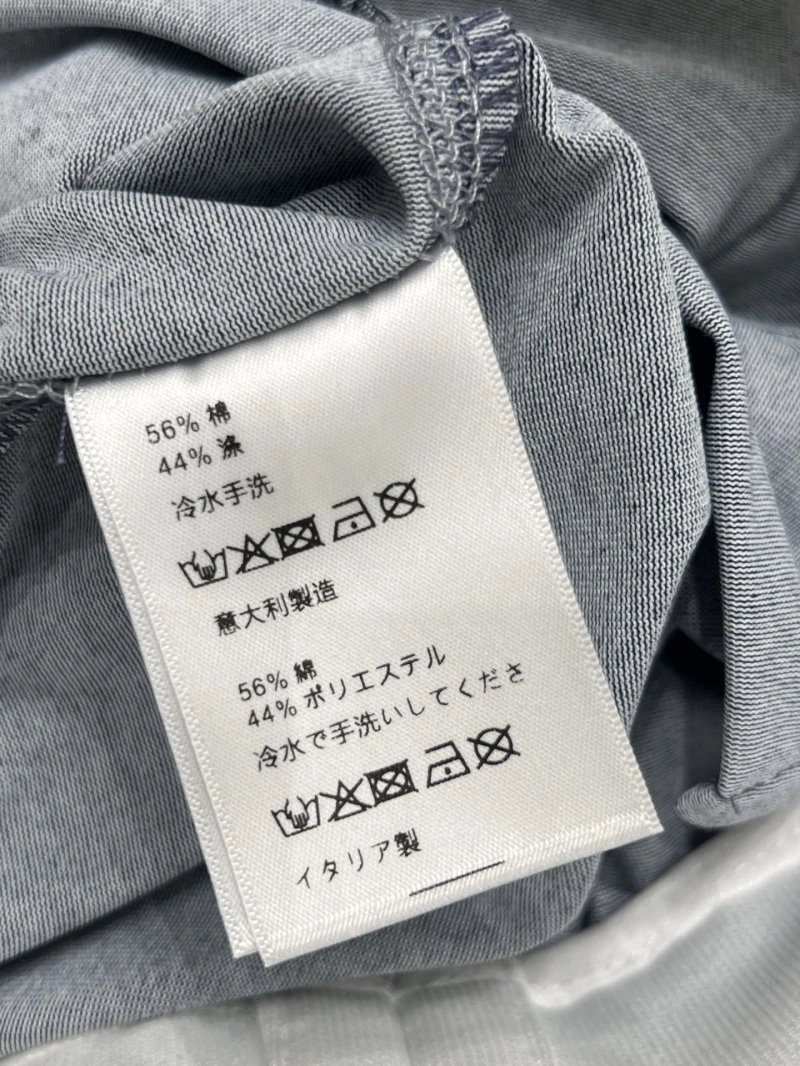 56% 棉
44% 涤
冷水手洗
意大利製造
56% 綿
44% ポリエステル
冷水で手洗いしてくださ
イタリア製